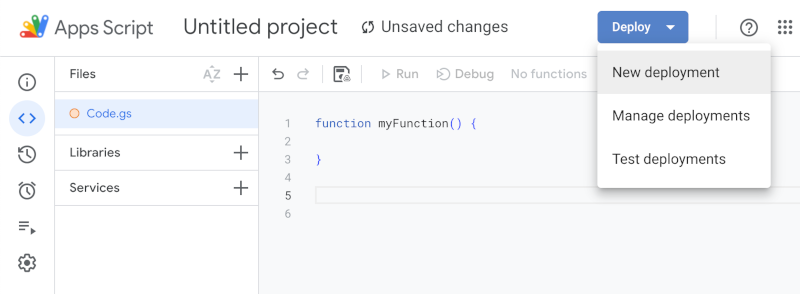 Apps Script Untitled project Unsaved changes Deploy
Files AZ Run Debug No functions
New deployment
Code.gs
Manage deployments
1 function myFunction() {
2
Libraries
3 }
Test deployments
4
Services
5
6